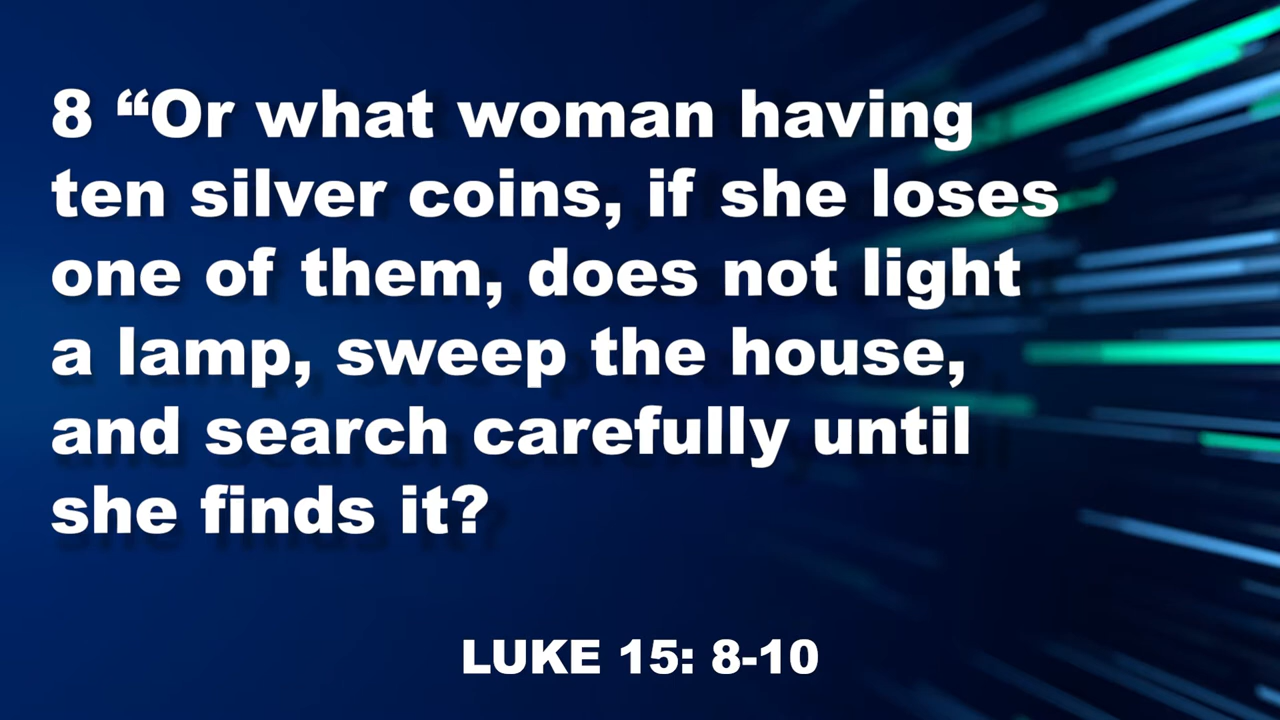 8 “Or what woman having
ten silver coins, if she loses
one of them, does not light
a lamp, sweep the house,
and search carefully until
she finds it?
LUKE 15: 8-10